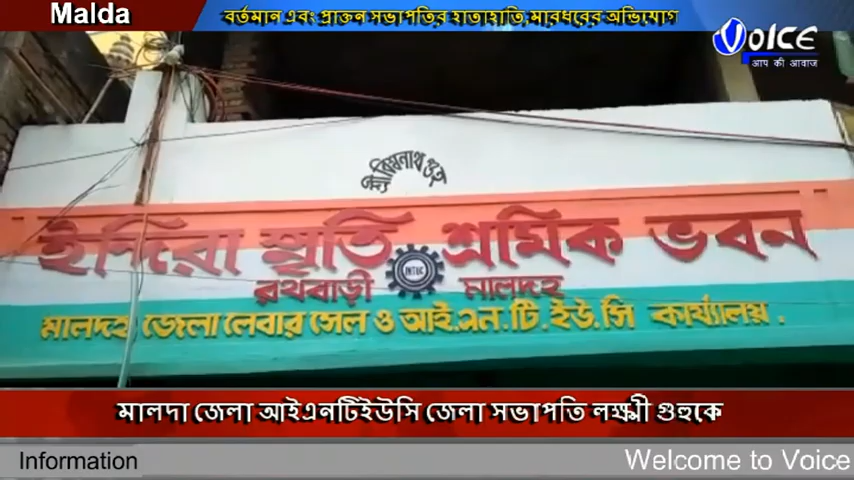 Malda
বর্তমান এবং প্রাক্তন সভাপতির হাতাহাতি,মারধরের অভিযোগ
VOICE
आप की आवाज
শ্রী বিশ্বনাথ গুহ
ইন্দিরা স্মৃতি শ্রমিক ভবন
রথবাড়ী INTUC মালদহ
মালদহ জেলা লেবার সেল ও আই.এন.টি.ইউ.সি কার্য্যালয়.
মালদা জেলা আইএনটিইউসি জেলা সভাপতি লক্ষ্মী গুহকে
Information
Welcome to Voice